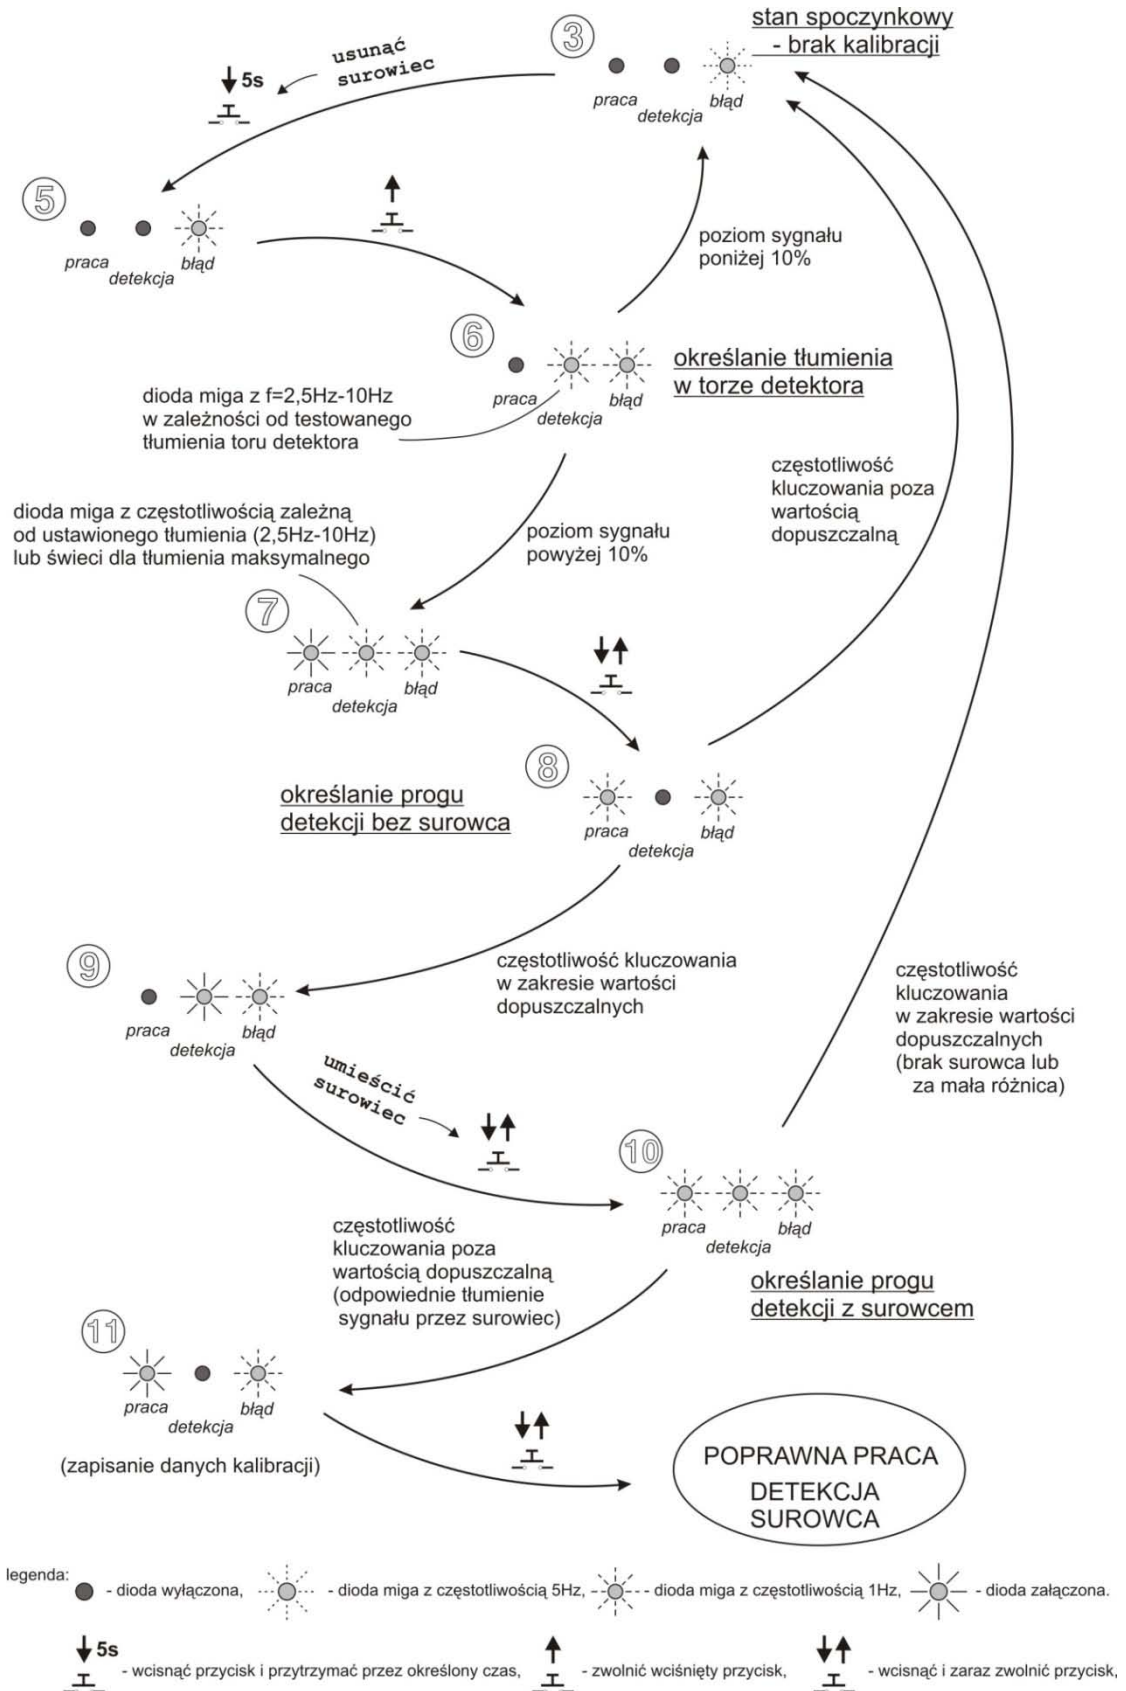 3
stan spoczynkowy
- brak kalibracji
praca
detekcja
błąd
usunąć
surowiec
5s
5
praca
detekcja
błąd
poziom sygnału
poniżej 10%
6
praca
detekcja
błąd
określanie tłumienia
w torze detektora
dioda miga z f=2,5Hz-10Hz
w zależności od testowanego
tłumienia toru detektora
częstotliwość
kluczowania poza
wartością
dopuszczalną
dioda miga z częstotliwością zależną
od ustawionego tłumienia (2,5Hz-10Hz)
lub świeci dla tłumienia maksymalnego
poziom sygnału
powyżej 10%
7
praca
detekcja
błąd
8
praca
detekcja
błąd
określanie progu
detekcji bez surowca
9
praca
detekcja
błąd
częstotliwość kluczowania
w zakresie wartości
dopuszczalnych
częstotliwość
kluczowania
w zakresie wartości
dopuszczalnych
(brak surowca lub
za mała różnica)
umieścić
surowiec
10
praca
detekcja
błąd
określanie progu
detekcji z surowcem
częstotliwość
kluczowania poza
wartością dopuszczalną
(odpowiednie tłumienie
sygnału przez surowiec)
11
praca
detekcja
błąd
(zapisanie danych kalibracji)
POPRAWNA PRACA
DETEKCJA
SUROWCA
legenda:
- dioda wyłączona, - dioda miga z częstotliwością 5Hz, - dioda miga z częstotliwością 1Hz, - dioda załączona.
5s - wcisnąć przycisk i przytrzymać przez określony czas, - zwolnić wciśnięty przycisk, - wcisnąć i zaraz zwolnić przycisk,